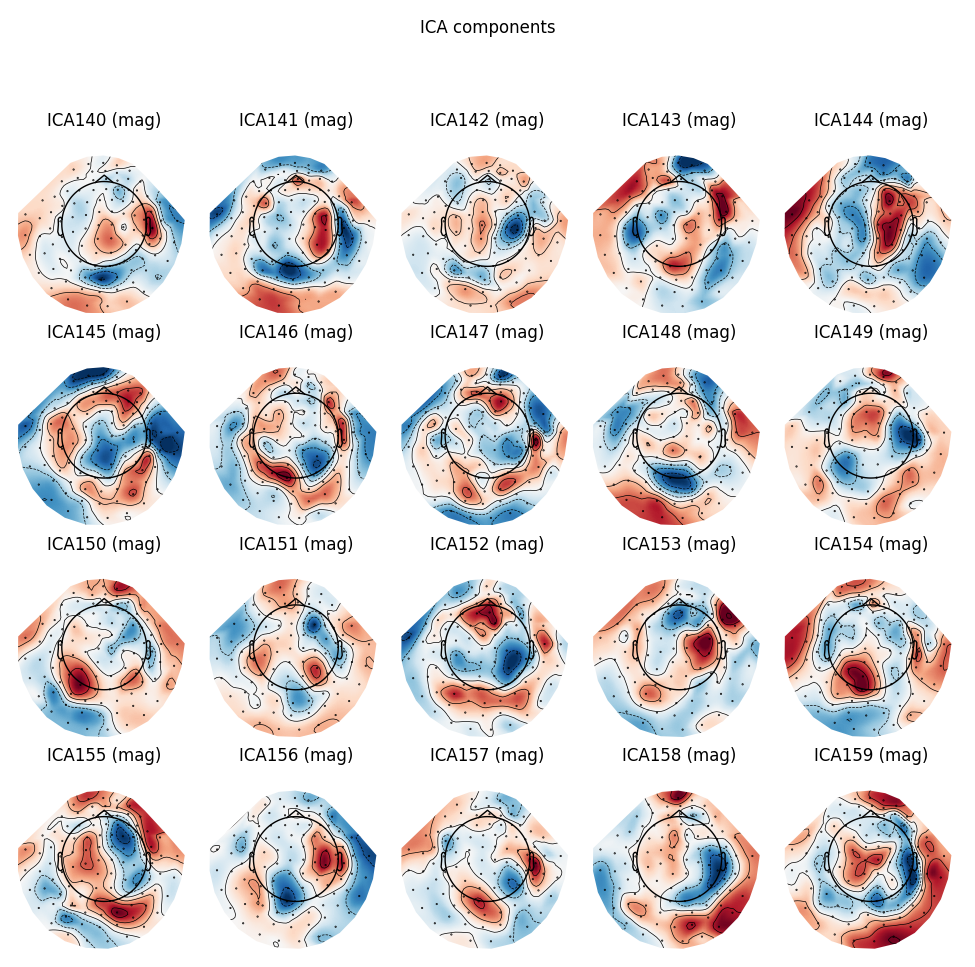 ICA components
ICA140 (mag) ICA141 (mag) ICA142 (mag) ICA143 (mag) ICA144 (mag)
ICA145 (mag) ICA146 (mag) ICA147 (mag) ICA148 (mag) ICA149 (mag)
ICA150 (mag) ICA151 (mag) ICA152 (mag) ICA153 (mag) ICA154 (mag)
ICA155 (mag) ICA156 (mag) ICA157 (mag) ICA158 (mag) ICA159 (mag)